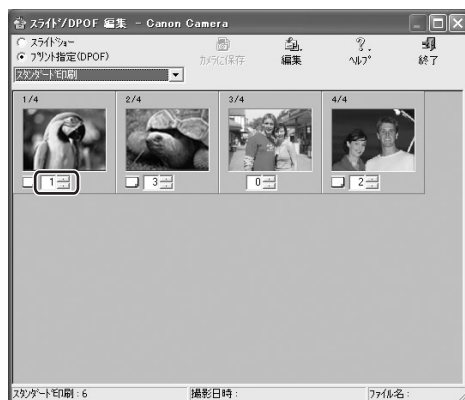 スライド/DPOF 編集 - Canon Camera
スライドショー
プリント指定(DPOF)
カメラに保存 編集 ヘルプ 終了
スタンダード印刷
1/4 2/4 3/4 4/4
1 3 0 2
スタンダード印刷 : 6 撮影日時 : ファイル名 :